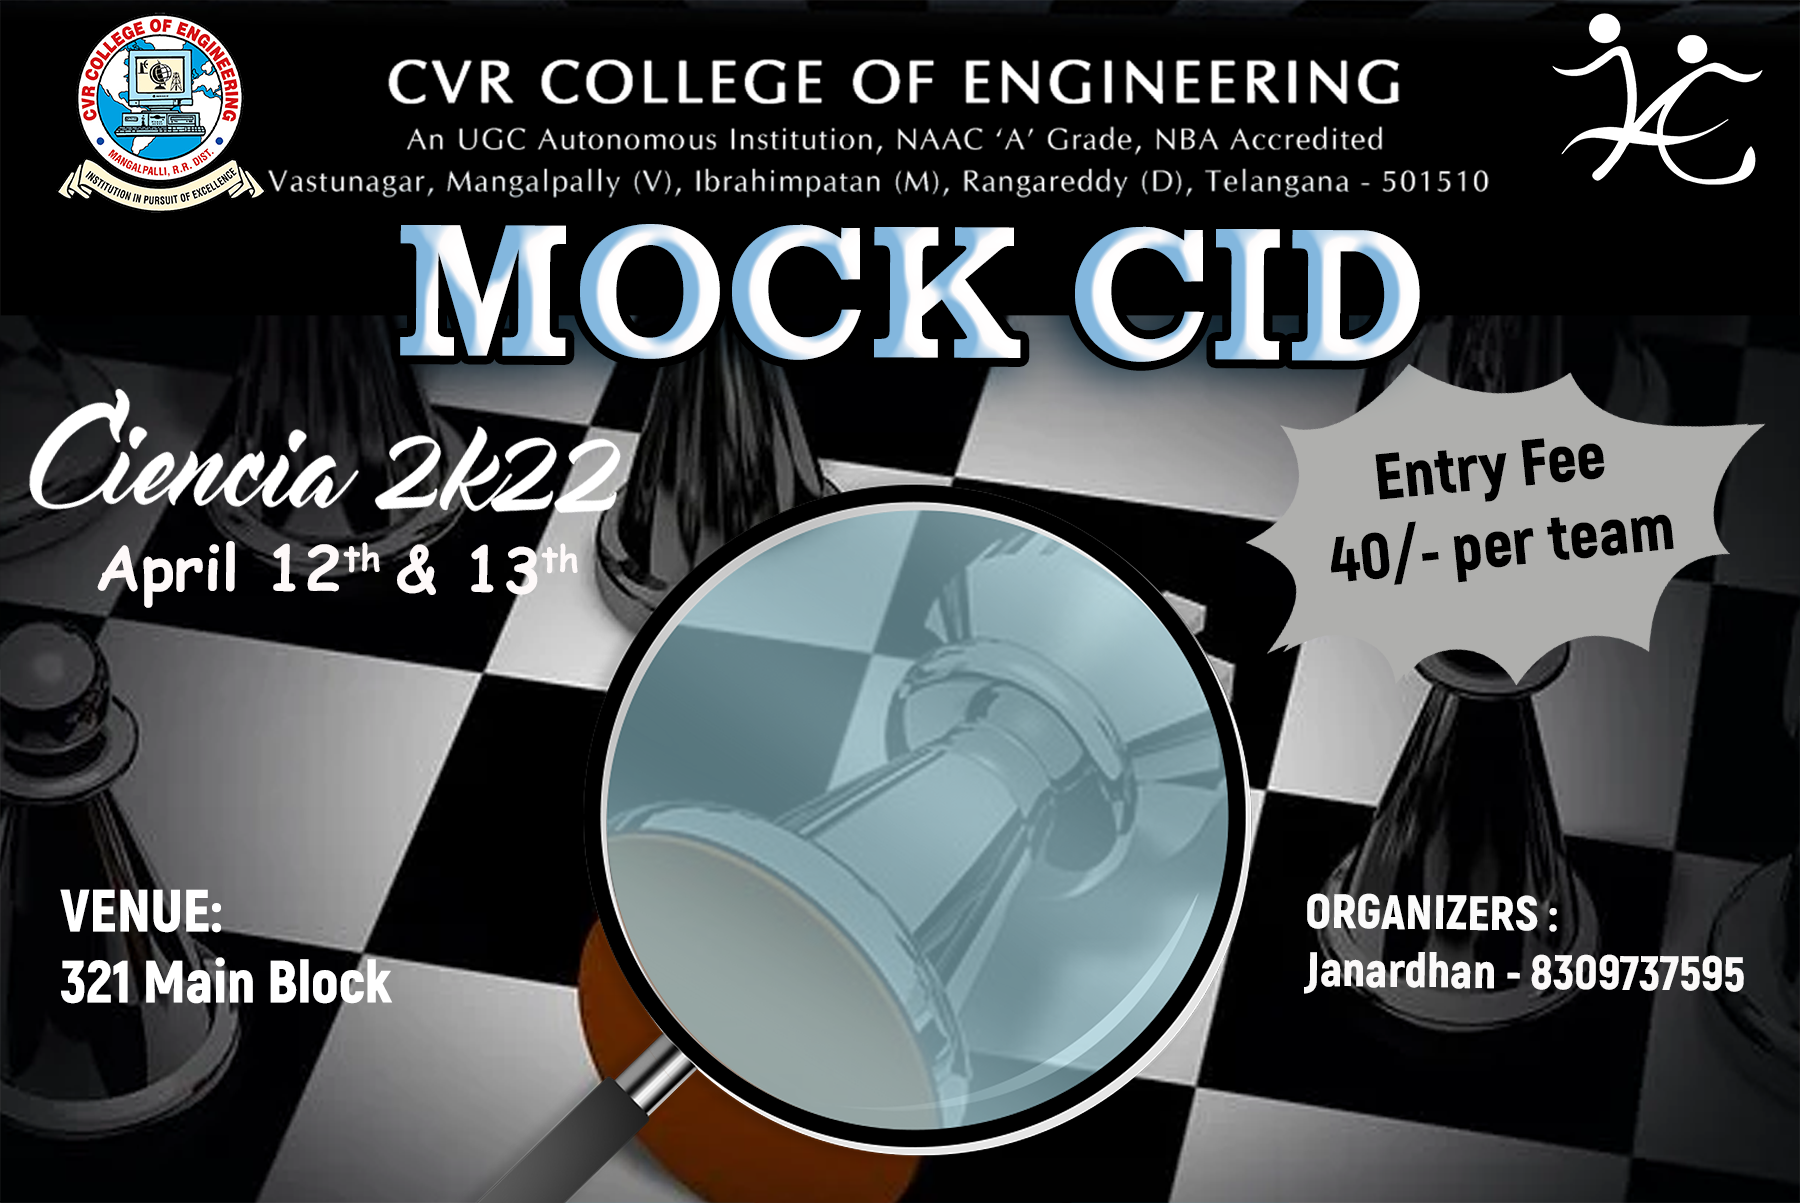 CVR COLLEGE OF ENGINEERING
MANGALPALLI, R.R. DIST.
INSTITUTION IN PURSUIT OF EXCELLENCE
CVR COLLEGE OF ENGINEERING
An UGC Autonomous Institution, NAAC ‘A’ Grade, NBA Accredited
Vastunagar, Mangalpally (V), Ibrahimpatan (M), Rangareddy (D), Telangana - 501510
MOCK CID
Ciencia 2k22
April 12th & 13th
Entry Fee
40/- per team
VENUE:
321 Main Block
ORGANIZERS :
Janardhan - 8309737595